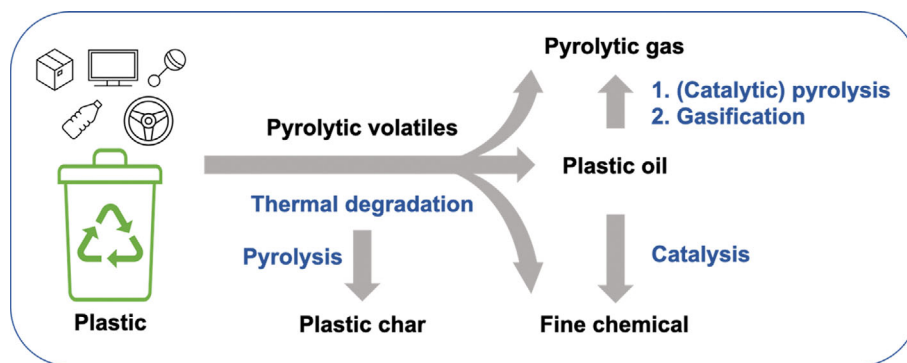 Pyrolytic gas
1. (Catalytic) pyrolysis
2. Gasification
Pyrolytic volatiles
Plastic oil
Thermal degradation
Pyrolysis
Catalysis
Plastic
Plastic char
Fine chemical